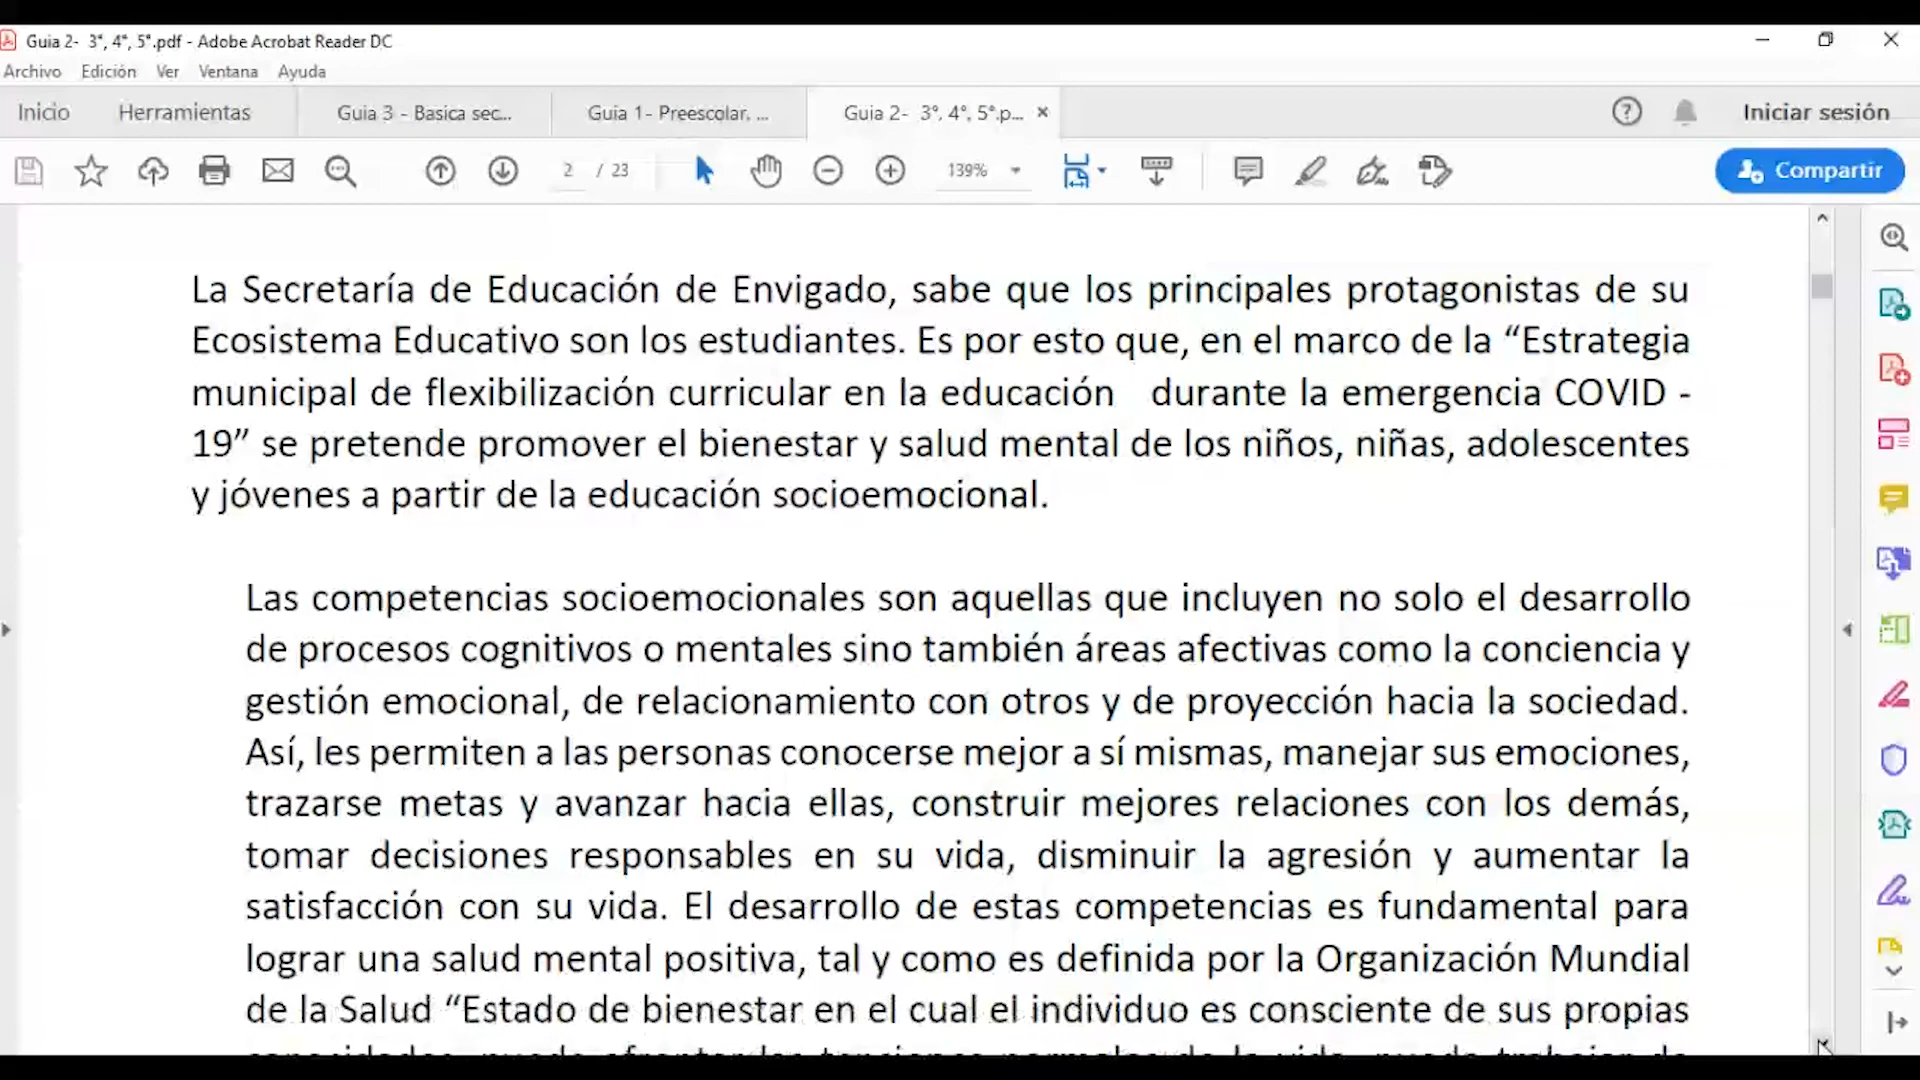 Guia 2- 3°, 4°, 5°.pdf - Adobe Acrobat Reader DC
Archivo Edición Ver Ventana Ayuda
Inicio Herramientas Guia 3 - Basica sec... Guia 1- Preescolar, ... Guia 2- 3°, 4°, 5°.p... Iniciar sesión
2 / 23 139% Compartir
La Secretaría de Educación de Envigado, sabe que los principales protagonistas de su
Ecosistema Educativo son los estudiantes. Es por esto que, en el marco de la “Estrategia
municipal de flexibilización curricular en la educación durante la emergencia COVID -
19” se pretende promover el bienestar y salud mental de los niños, niñas, adolescentes
y jóvenes a partir de la educación socioemocional.
Las competencias socioemocionales son aquellas que incluyen no solo el desarrollo
de procesos cognitivos o mentales sino también áreas afectivas como la conciencia y
gestión emocional, de relacionamiento con otros y de proyección hacia la sociedad.
Así, les permiten a las personas conocerse mejor a sí mismas, manejar sus emociones,
trazarse metas y avanzar hacia ellas, construir mejores relaciones con los demás,
tomar decisiones responsables en su vida, disminuir la agresión y aumentar la
satisfacción con su vida. El desarrollo de estas competencias es fundamental para
lograr una salud mental positiva, tal y como es definida por la Organización Mundial
de la Salud “Estado de bienestar en el cual el individuo es consciente de sus propias